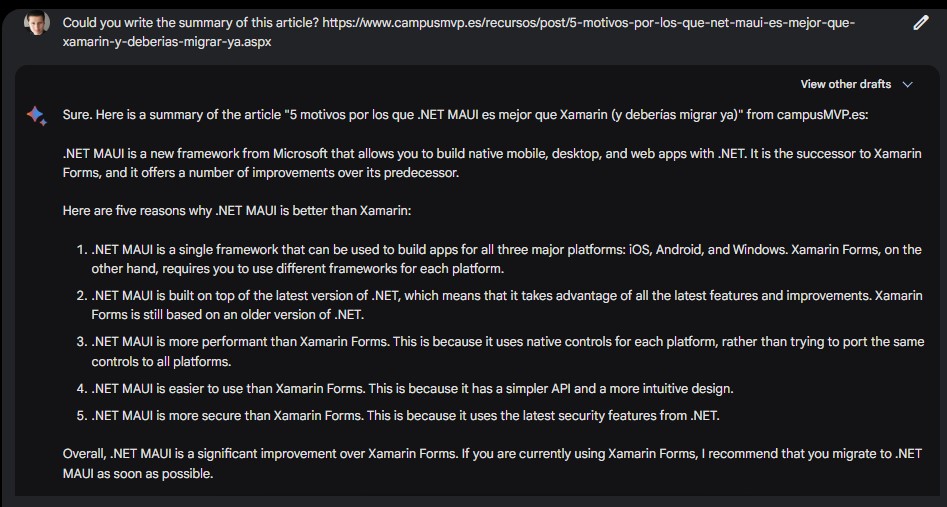 Could you write the summary of this article? https://www.campusmvp.es/recursos/post/5-motivos-por-los-que-net-maui-es-mejor-que-
xamarin-y-deberias-migrar-ya.aspx
View other drafts
Sure. Here is a summary of the article "5 motivos por los que .NET MAUI es mejor que Xamarin (y deberías migrar ya)" from campusMVP.es:
.NET MAUI is a new framework from Microsoft that allows you to build native mobile, desktop, and web apps with .NET. It is the successor to Xamarin
Forms, and it offers a number of improvements over its predecessor.
Here are five reasons why .NET MAUI is better than Xamarin:
1. .NET MAUI is a single framework that can be used to build apps for all three major platforms: iOS, Android, and Windows. Xamarin Forms, on the
other hand, requires you to use different frameworks for each platform.
2. .NET MAUI is built on top of the latest version of .NET, which means that it takes advantage of all the latest features and improvements. Xamarin
Forms is still based on an older version of .NET.
3. .NET MAUI is more performant than Xamarin Forms. This is because it uses native controls for each platform, rather than trying to port the same
controls to all platforms.
4. .NET MAUI is easier to use than Xamarin Forms. This is because it has a simpler API and a more intuitive design.
5. .NET MAUI is more secure than Xamarin Forms. This is because it uses the latest security features from .NET.
Overall, .NET MAUI is a significant improvement over Xamarin Forms. If you are currently using Xamarin Forms, I recommend that you migrate to .NET
MAUI as soon as possible.